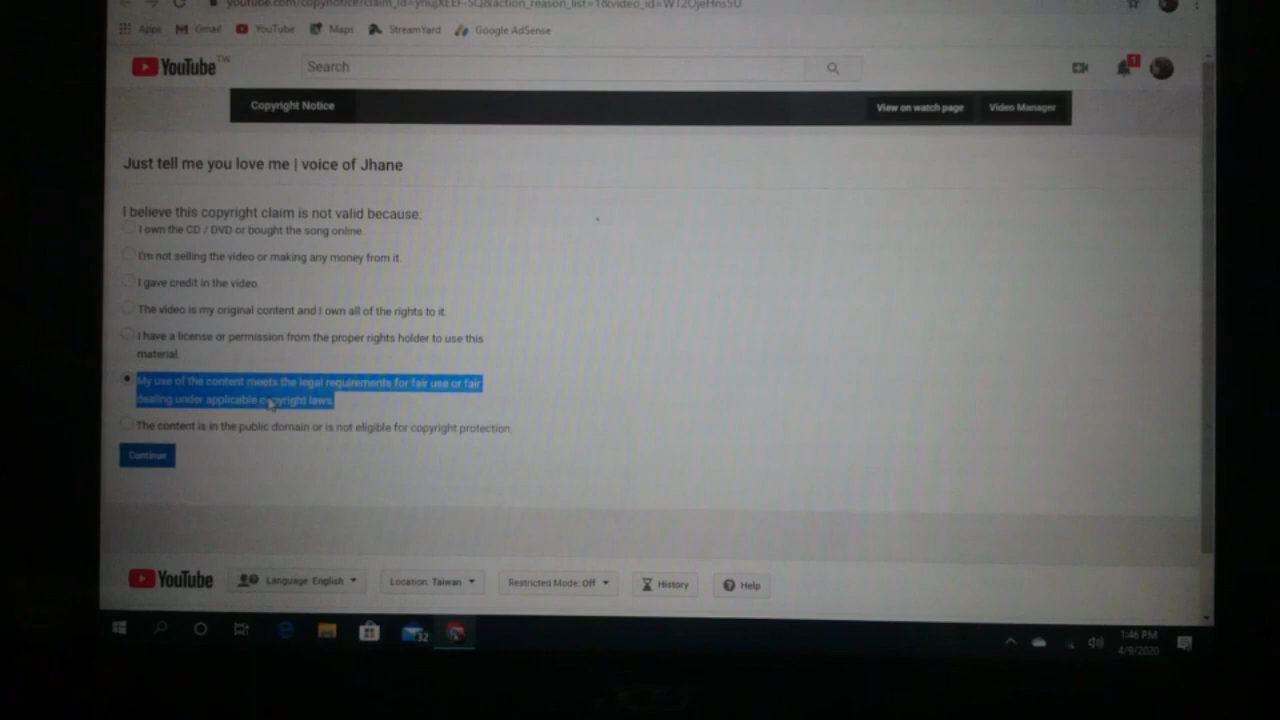 Apps Gmail YouTube Maps StreamYard Google AdSense
YouTube TW Search 1
Copyright Notice View on watch page Video Manager
Just tell me you love me | voice of Jhane
I believe this copyright claim is not valid because:
I own the CD / DVD or bought the song online.
I'm not selling the video or making any money from it.
I gave credit in the video.
The video is my original content and I own all of the rights to it.
I have a license or permission from the proper rights holder to use this
material.
My use of the content meets the legal requirements for fair use or fair
dealing under applicable copyright laws.
The content is in the public domain or is not eligible for copyright protection.
Continue
YouTube Language: English Location: Taiwan Restricted Mode: Off History Help
32 1:46 PM
4/9/2020